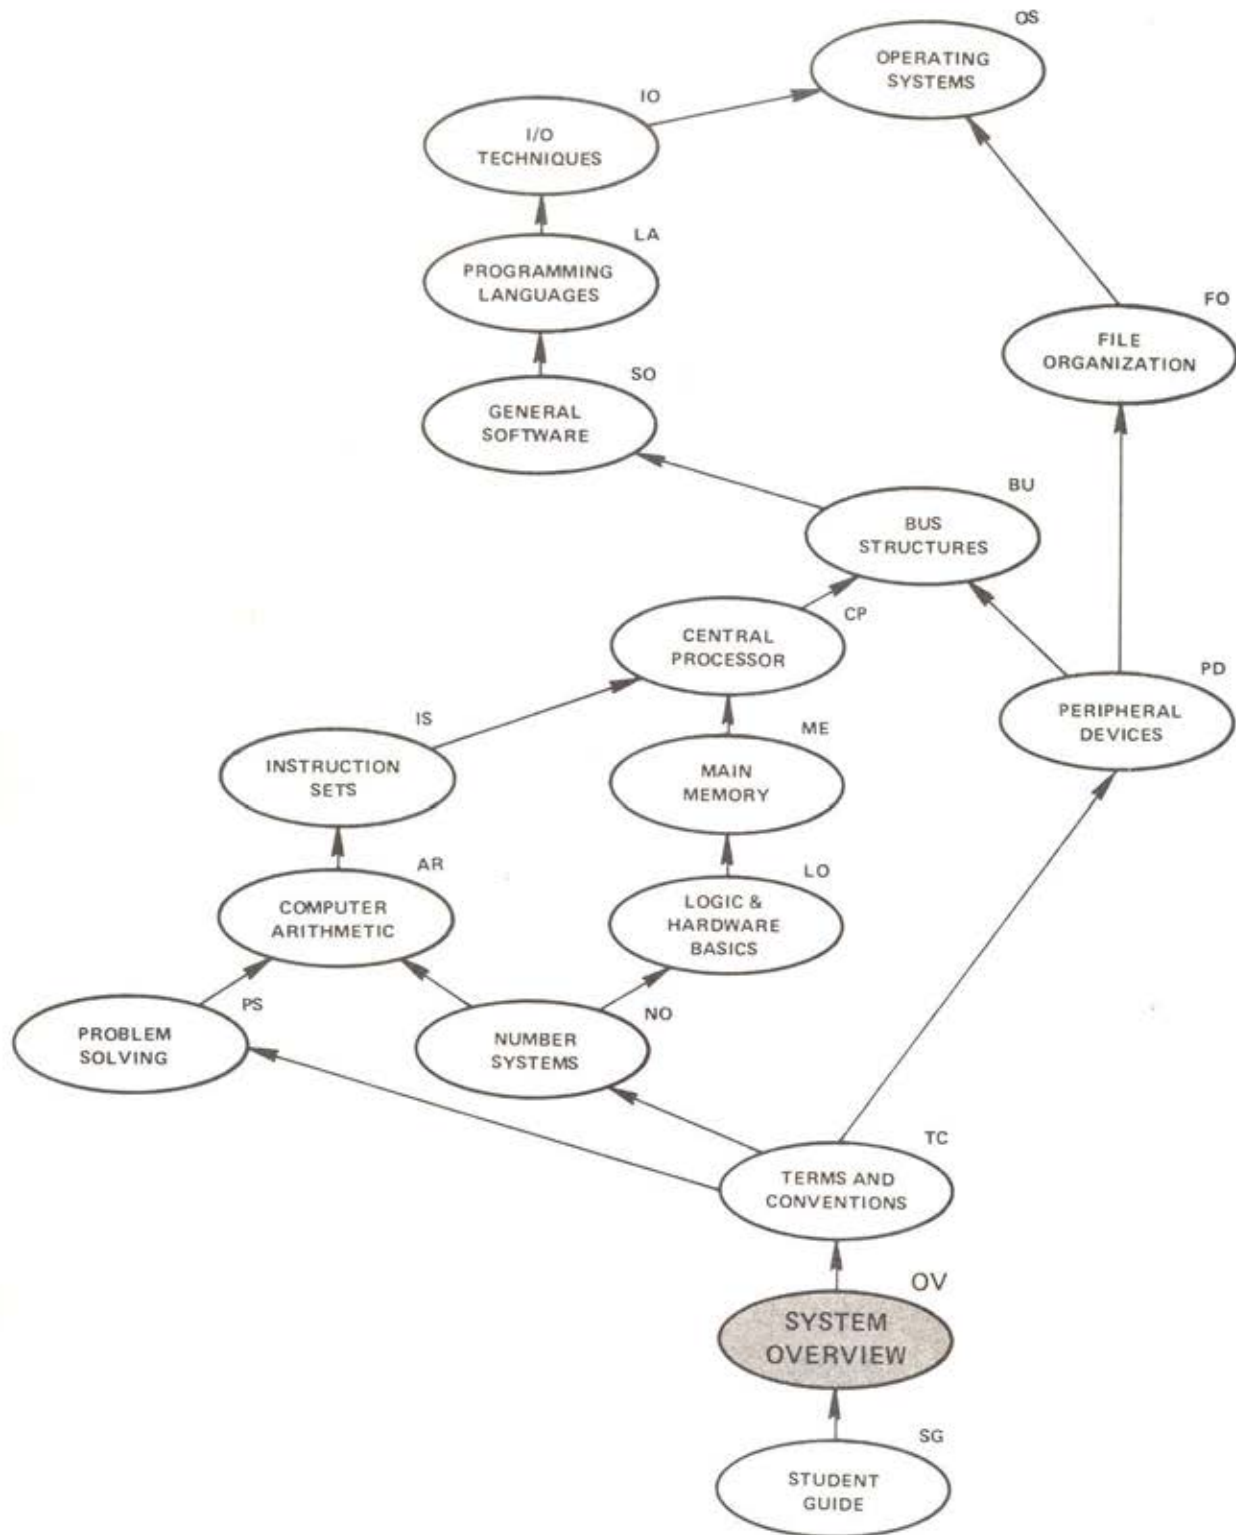 OS
OPERATING
SYSTEMS
IO
I/O
TECHNIQUES
LA
PROGRAMMING
LANGUAGES
FO
FILE
ORGANIZATION
SO
GENERAL
SOFTWARE
BU
BUS
STRUCTURES
CP
CENTRAL
PROCESSOR
PD
PERIPHERAL
DEVICES
IS
INSTRUCTION
SETS
ME
MAIN
MEMORY
AR
COMPUTER
ARITHMETIC
LO
LOGIC &
HARDWARE
BASICS
PS
PROBLEM
SOLVING
NO
NUMBER
SYSTEMS
TC
TERMS AND
CONVENTIONS
OV
SYSTEM
OVERVIEW
SG
STUDENT
GUIDE